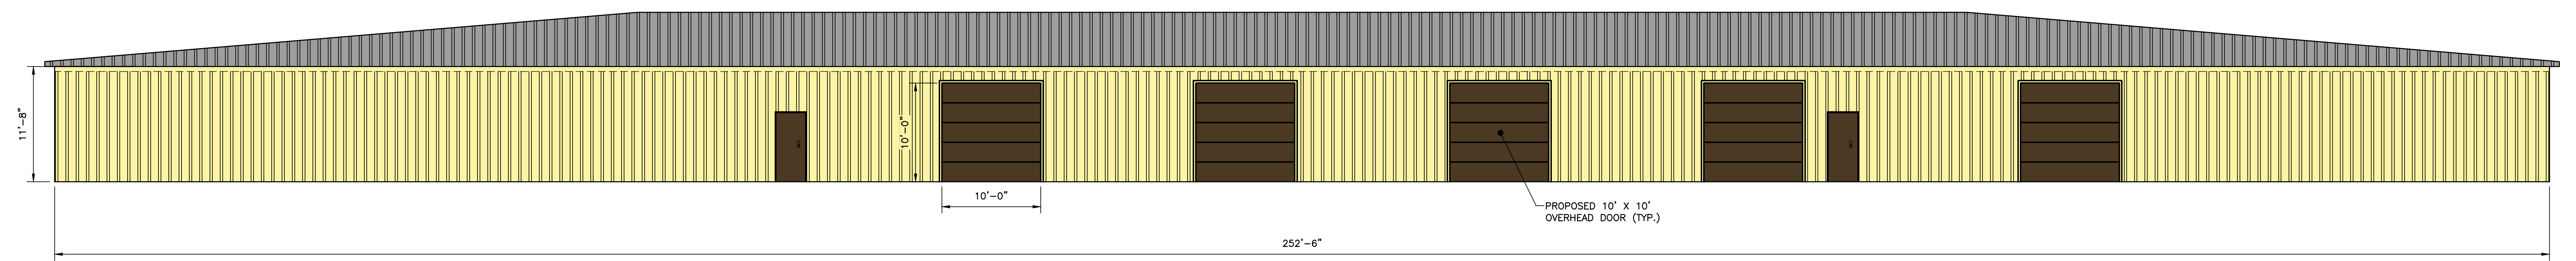 11'-8"
10'-0"
10'-0"
PROPOSED 10' X 10'
OVERHEAD DOOR (TYP.)
252'-6"